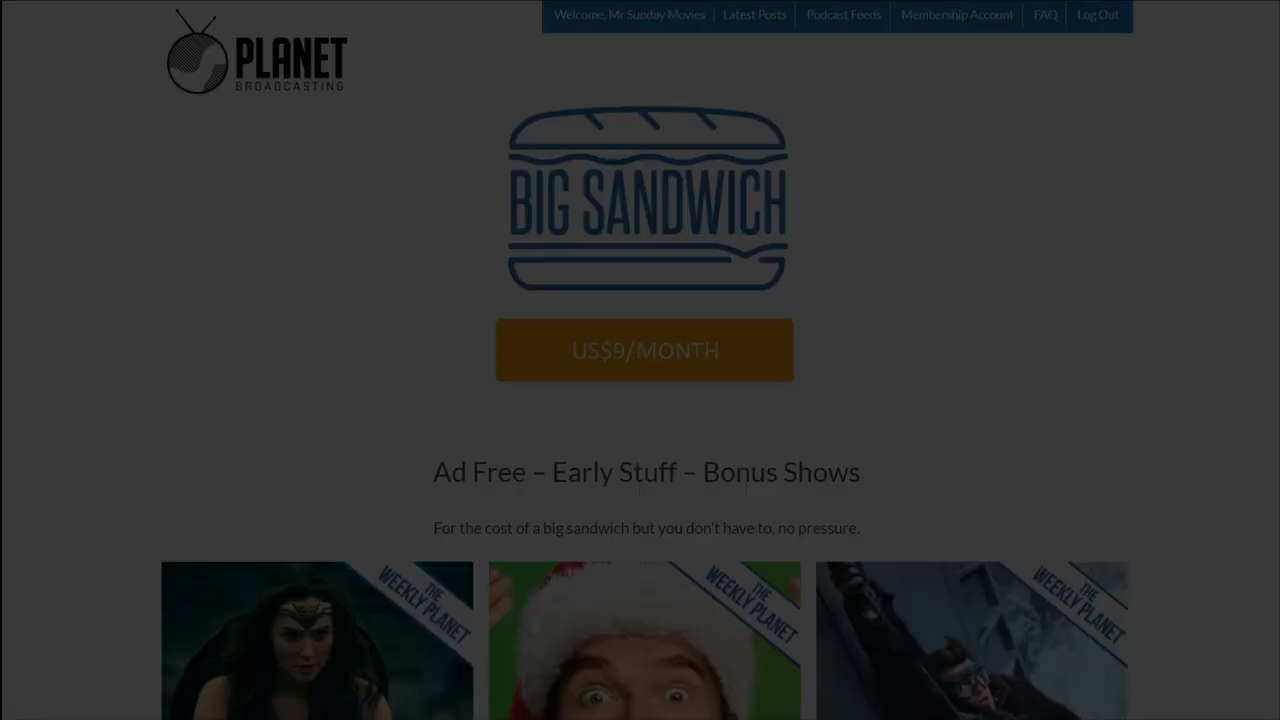 Welcome, Mr Sunday Movies
Latest Posts
Podcast Feeds
Membership Account
FAQ
Log Out
PLANET
BROADCASTING
BIG SANDWICH
US$9/MONTH
Ad Free – Early Stuff – Bonus Shows
For the cost of a big sandwich but you don't have to, no pressure.
THE
WEEKLY PLANET
THE
WEEKLY PLANET
THE
WEEKLY PLANET